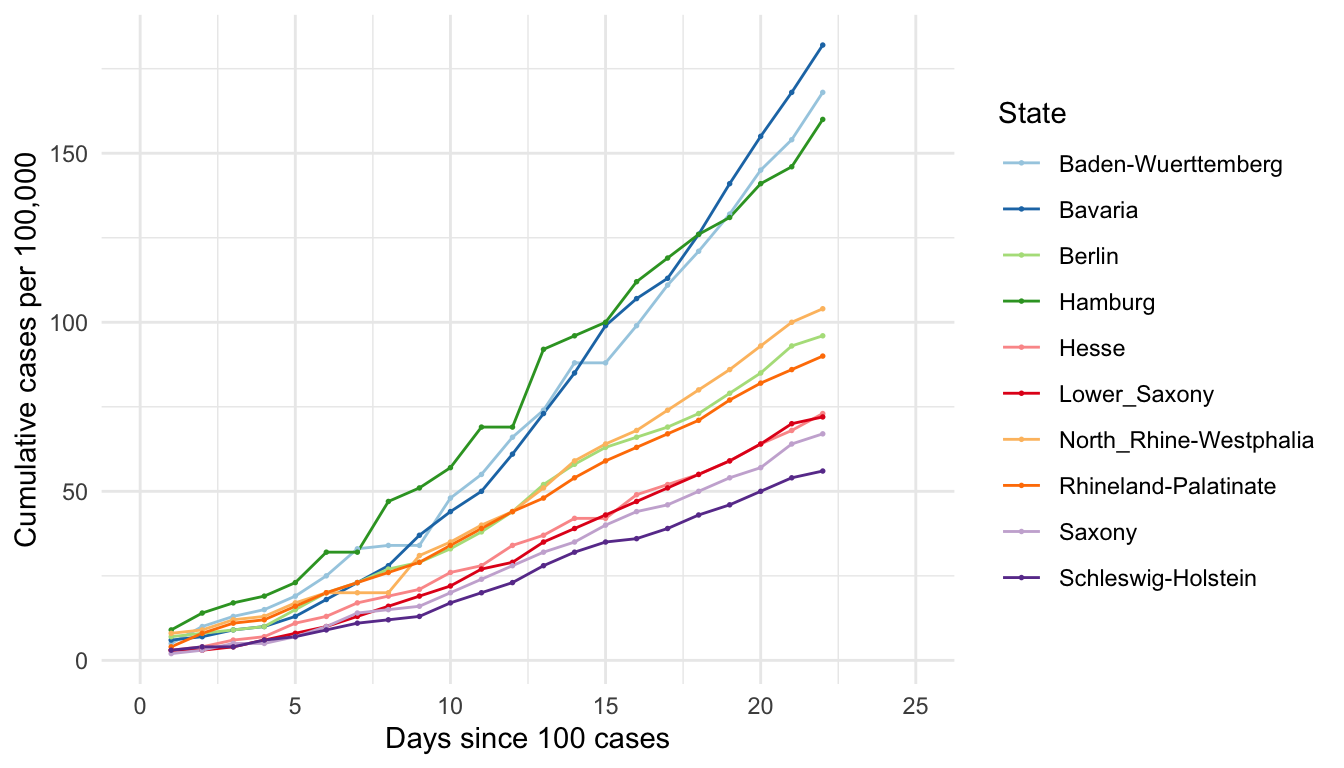 150
100
50
0
0 5 10 15 20 25
Days since 100 cases
Cumulative cases per 100,000
State
Baden-Wuerttemberg
Bavaria
Berlin
Hamburg
Hesse
Lower_Saxony
North_Rhine-Westphalia
Rhineland-Palatinate
Saxony
Schleswig-Holstein